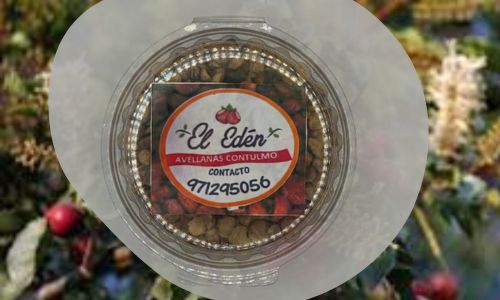 El Edén
AVELLANAS CONTULMO
CONTACTO
971295056